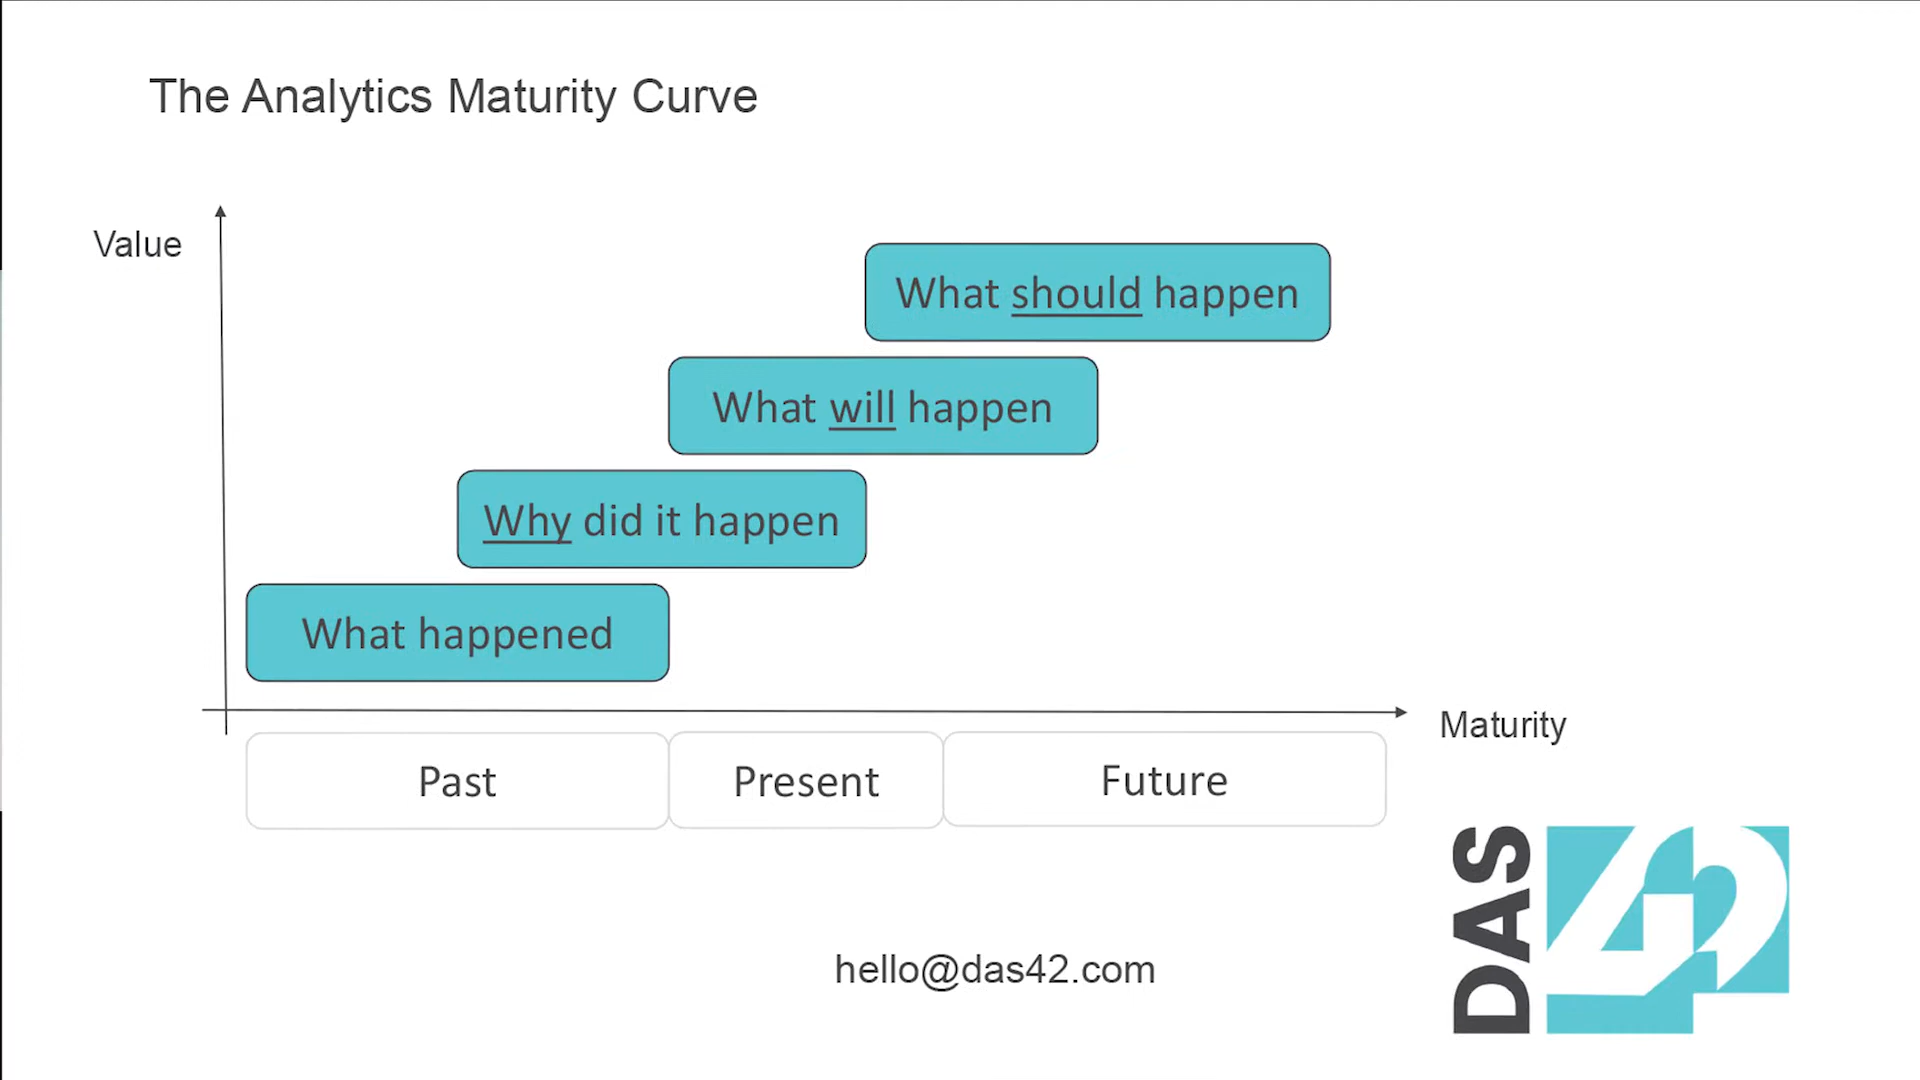 The Analytics Maturity Curve
Value
What should happen
What will happen
Why did it happen
What happened
Maturity
Past
Present
Future
DAS
42
hello@das42.com